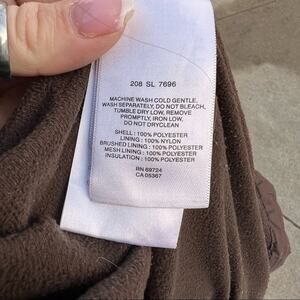 208 SL 7696
MACHINE WASH COLD GENTLE,
WASH SEPARATELY, DO NOT BLEACH,
TUMBLE DRY LOW, REMOVE
PROMPTLY, IRON LOW,
DO NOT DRYCLEAN
SHELL : 100% POLYESTER
LINING : 100% NYLON
BRUSHED LINING : 100% POLYESTER
MESH LINING : 100% POLYESTER
INSULATION : 100% POLYESTER
RN 69724
CA 05367